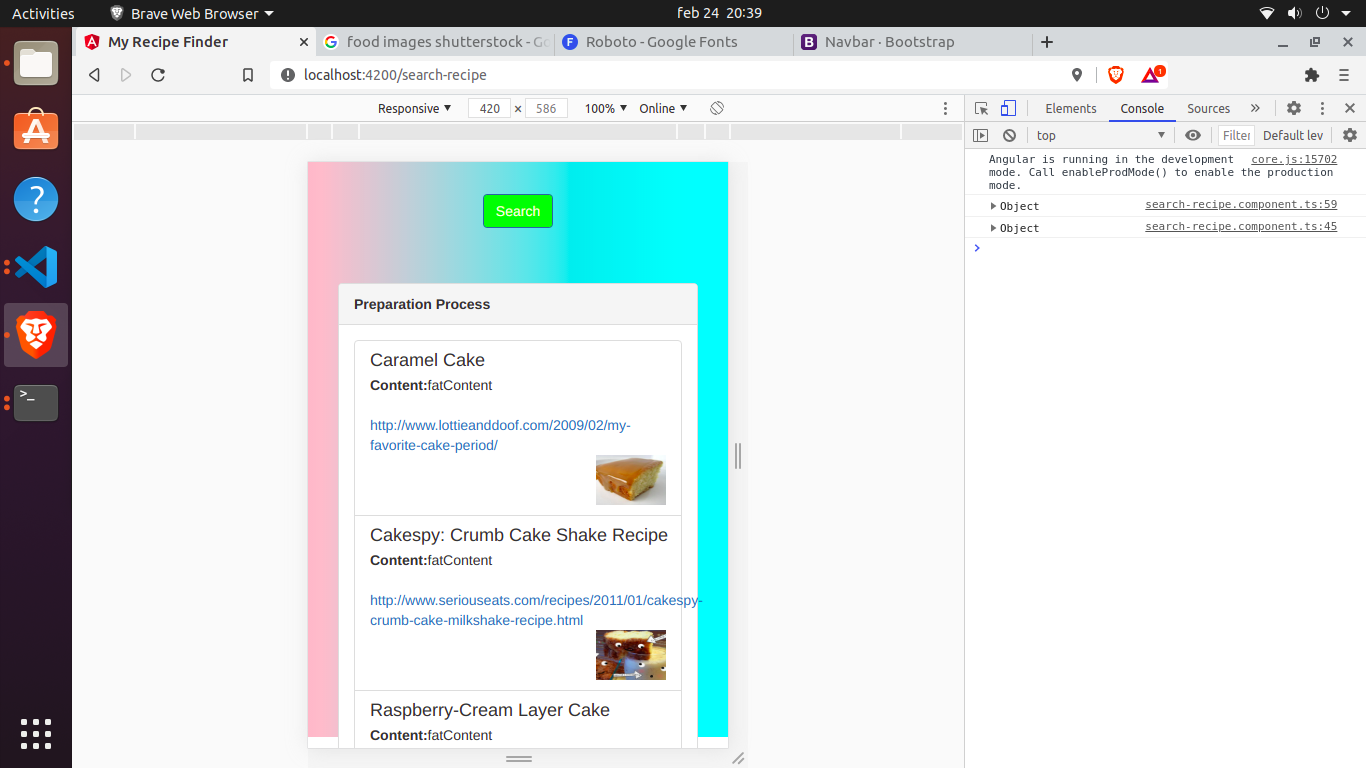 Activities
Brave Web Browser
feb 24 20:39
My Recipe Finder
food images shutterstock - Go
Roboto - Google Fonts
Navbar · Bootstrap
localhost:4200/search-recipe
1
Responsive
420
×
586
100%
Online
Elements
Console
Sources
top
Filter
Default lev
Angular is running in the development core.js:15702
mode. Call enableProdMode() to enable the production
mode.
Object search-recipe.component.ts:59
Object search-recipe.component.ts:45
Search
Preparation Process
Caramel Cake
Content:fatContent
http://www.lottieanddoof.com/2009/02/my-
favorite-cake-period/
Cakespy: Crumb Cake Shake Recipe
Content:fatContent
http://www.seriouseats.com/recipes/2011/01/cakespy-
crumb-cake-milkshake-recipe.html
Raspberry-Cream Layer Cake
Content:fatContent